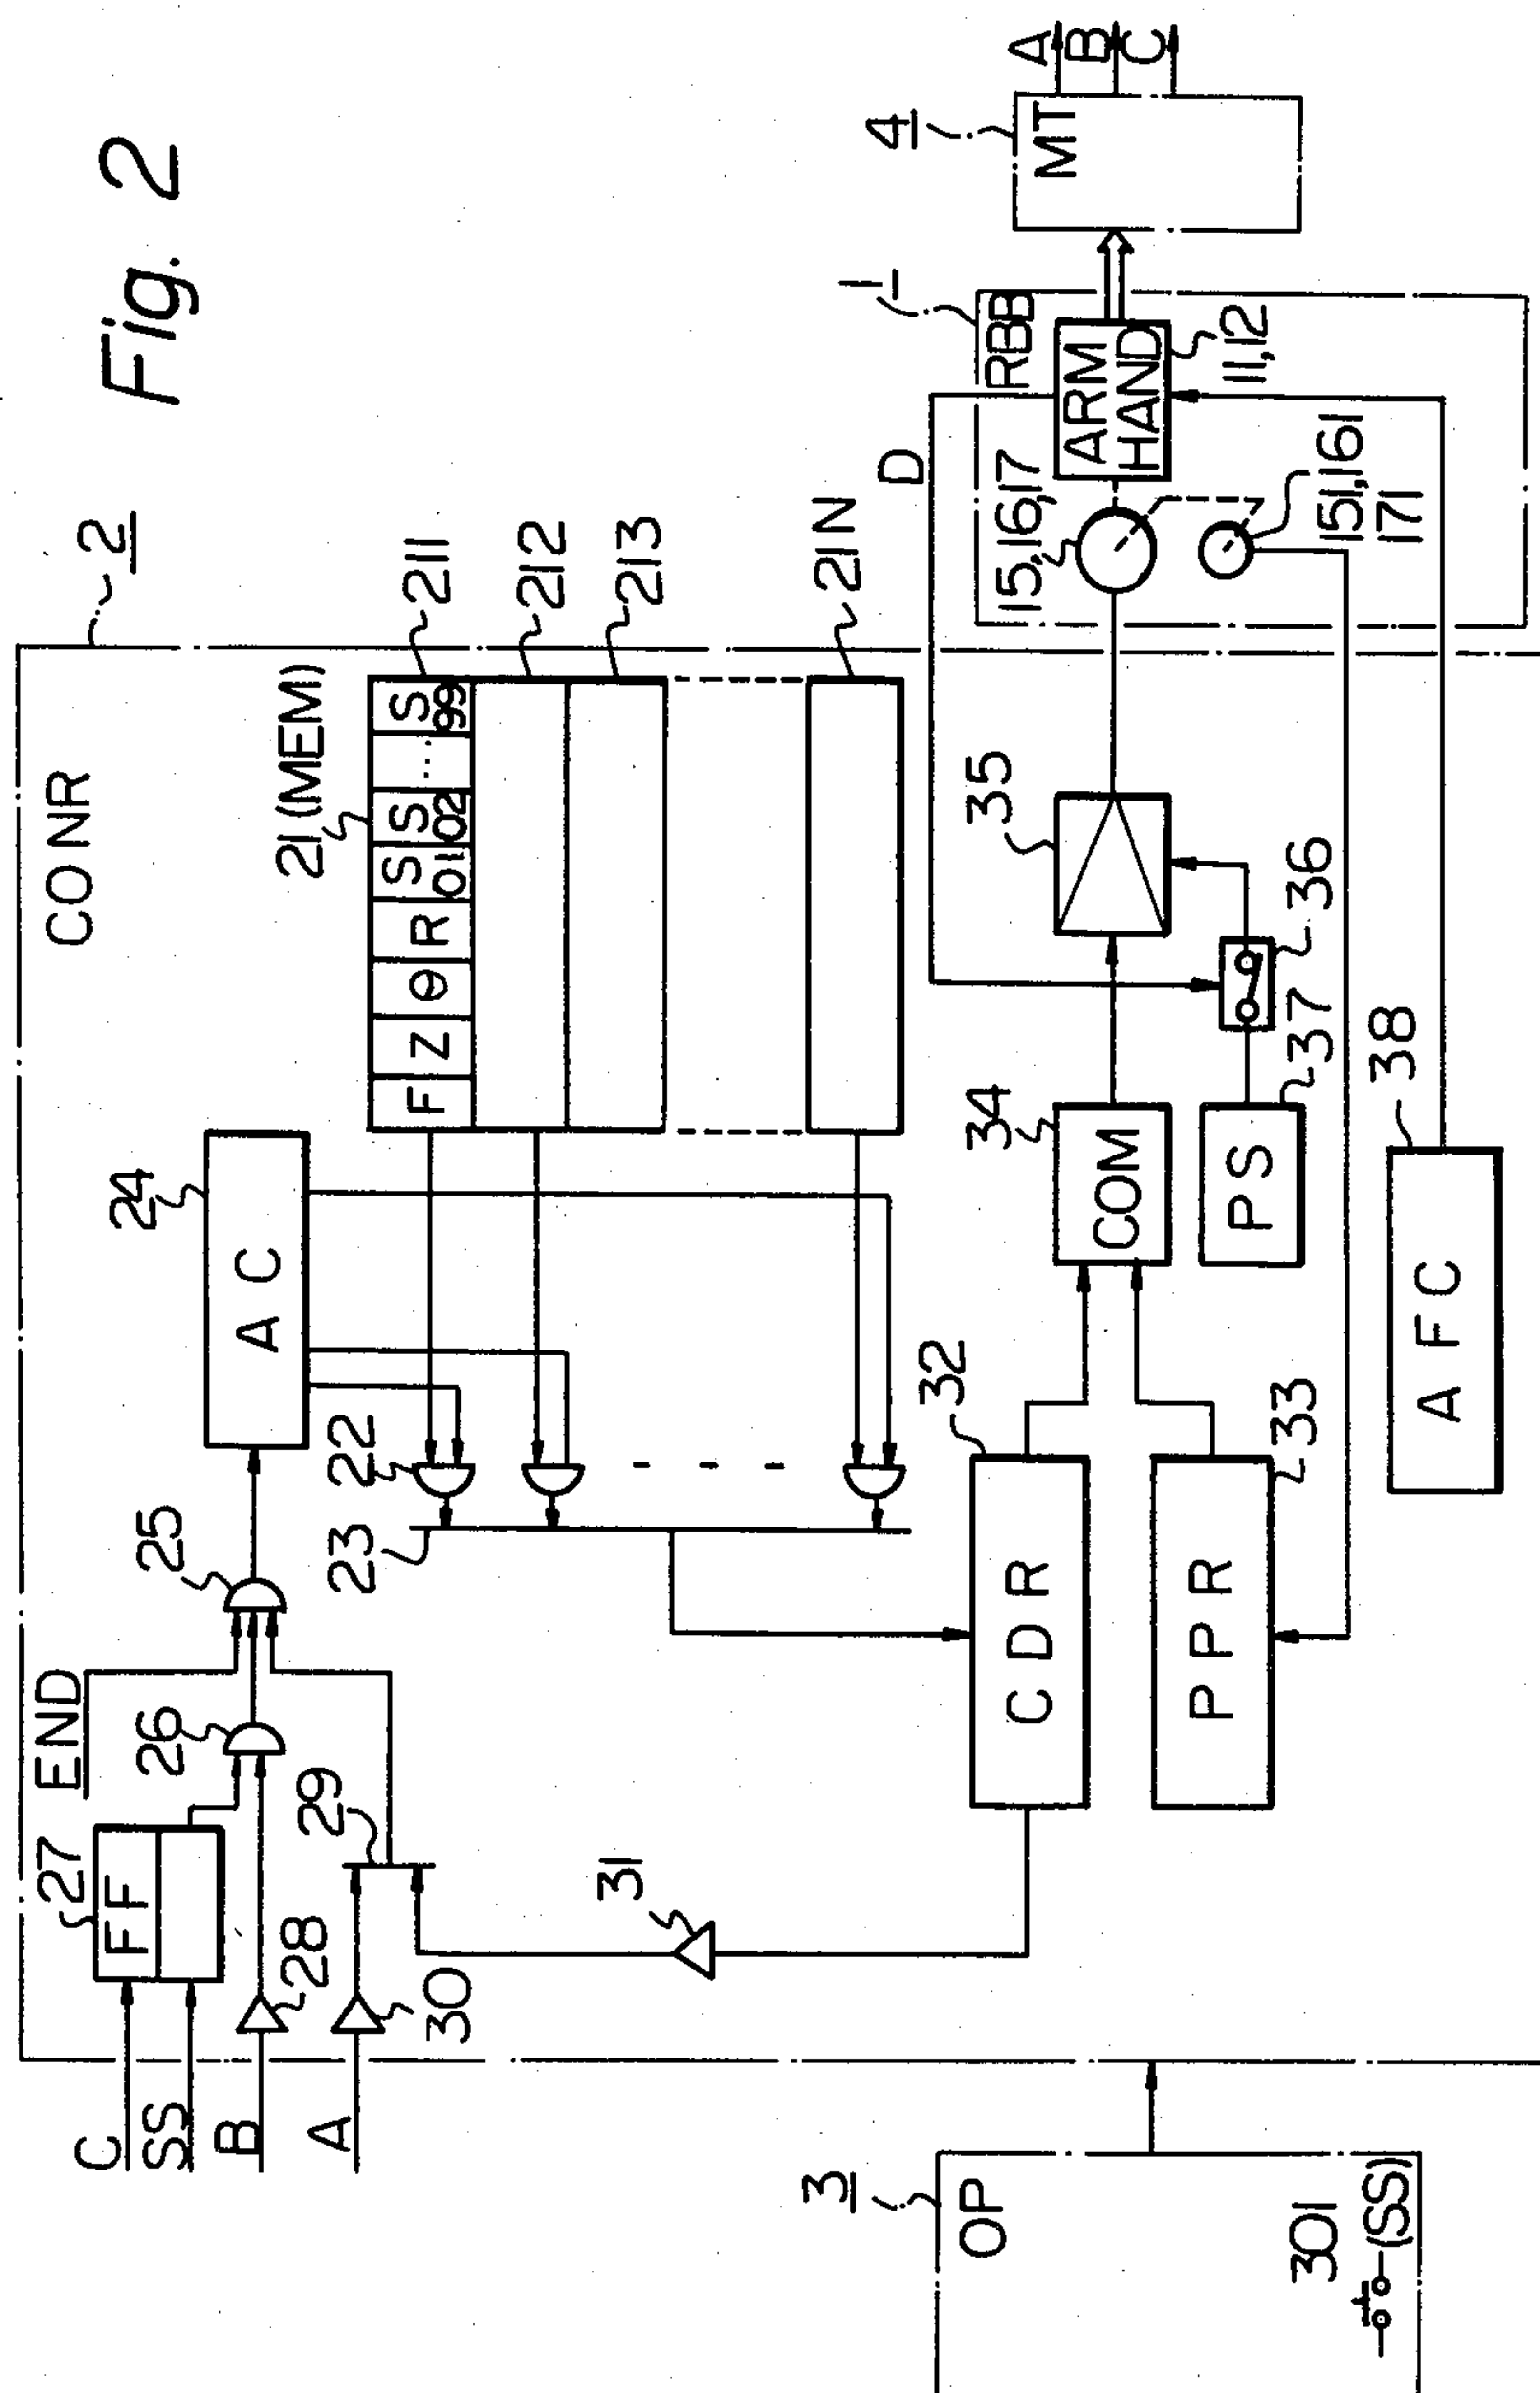 Fig. 2
2
CONR
C
SS
B
A
27
FF
END
28
30
26
25
29
31
24
AC
22
23
21(MEM)
F Z Θ R S01 S02 ... S99
211
212
213
21N
32
CDR
33
PPR
34
COM
35
36
37
PS
38
AFC
D
1
RBB
15,16,17
151,161
171
ARM
HAND
11,12
4
MT
A
B
C
3
OP
301
(SS)